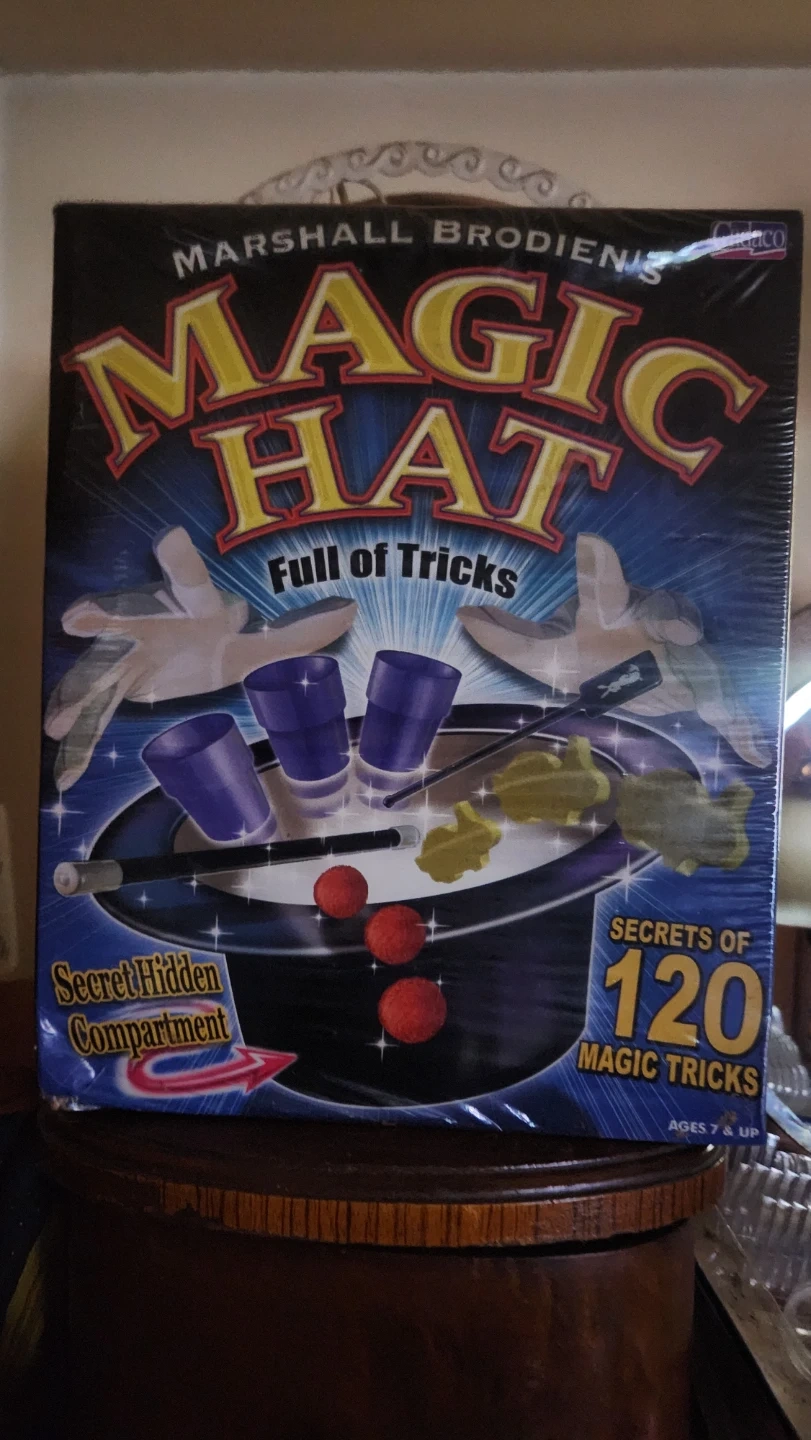 MARSHALL BRODIEN'S
Cadaco
MAGIC
HAT
Full of Tricks
Secret Hidden
Compartment
SECRETS OF
120
MAGIC TRICKS
AGES 7 & UP